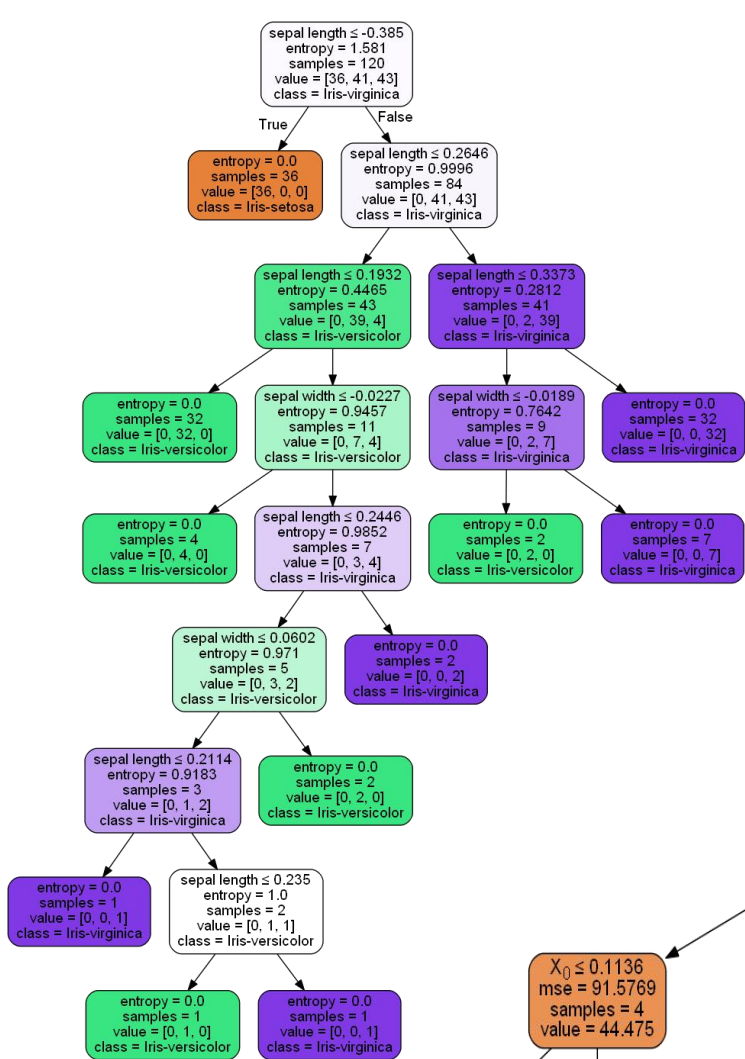 sepal length ≤ -0.385
entropy = 1.581
samples = 120
value = [36, 41, 43]
class = Iris-virginica
True
False
entropy = 0.0
samples = 36
value = [36, 0, 0]
class = Iris-setosa
sepal length ≤ 0.2646
entropy = 0.9996
samples = 84
value = [0, 41, 43]
class = Iris-virginica
sepal length ≤ 0.1932
entropy = 0.4465
samples = 43
value = [0, 39, 4]
class = Iris-versicolor
sepal length ≤ 0.3373
entropy = 0.2812
samples = 41
value = [0, 2, 39]
class = Iris-virginica
entropy = 0.0
samples = 32
value = [0, 32, 0]
class = Iris-versicolor
sepal width ≤ -0.0227
entropy = 0.9457
samples = 11
value = [0, 7, 4]
class = Iris-versicolor
sepal width ≤ -0.0189
entropy = 0.7642
samples = 9
value = [0, 2, 7]
class = Iris-virginica
entropy = 0.0
samples = 32
value = [0, 0, 32]
class = Iris-virginica
entropy = 0.0
samples = 4
value = [0, 4, 0]
class = Iris-versicolor
sepal length ≤ 0.2446
entropy = 0.9852
samples = 7
value = [0, 3, 4]
class = Iris-virginica
entropy = 0.0
samples = 2
value = [0, 2, 0]
class = Iris-versicolor
entropy = 0.0
samples = 7
value = [0, 0, 7]
class = Iris-virginica
sepal width ≤ 0.0602
entropy = 0.971
samples = 5
value = [0, 3, 2]
class = Iris-versicolor
entropy = 0.0
samples = 2
value = [0, 0, 2]
class = Iris-virginica
sepal length ≤ 0.2114
entropy = 0.9183
samples = 3
value = [0, 1, 2]
class = Iris-virginica
entropy = 0.0
samples = 2
value = [0, 2, 0]
class = Iris-versicolor
entropy = 0.0
samples = 1
value = [0, 0, 1]
class = Iris-virginica
sepal length ≤ 0.235
entropy = 1.0
samples = 2
value = [0, 1, 1]
class = Iris-versicolor
entropy = 0.0
samples = 1
value = [0, 1, 0]
class = Iris-versicolor
entropy = 0.0
samples = 1
value = [0, 0, 1]
class = Iris-virginica
X₀ ≤ 0.1136
mse = 91.5769
samples = 4
value = 44.475